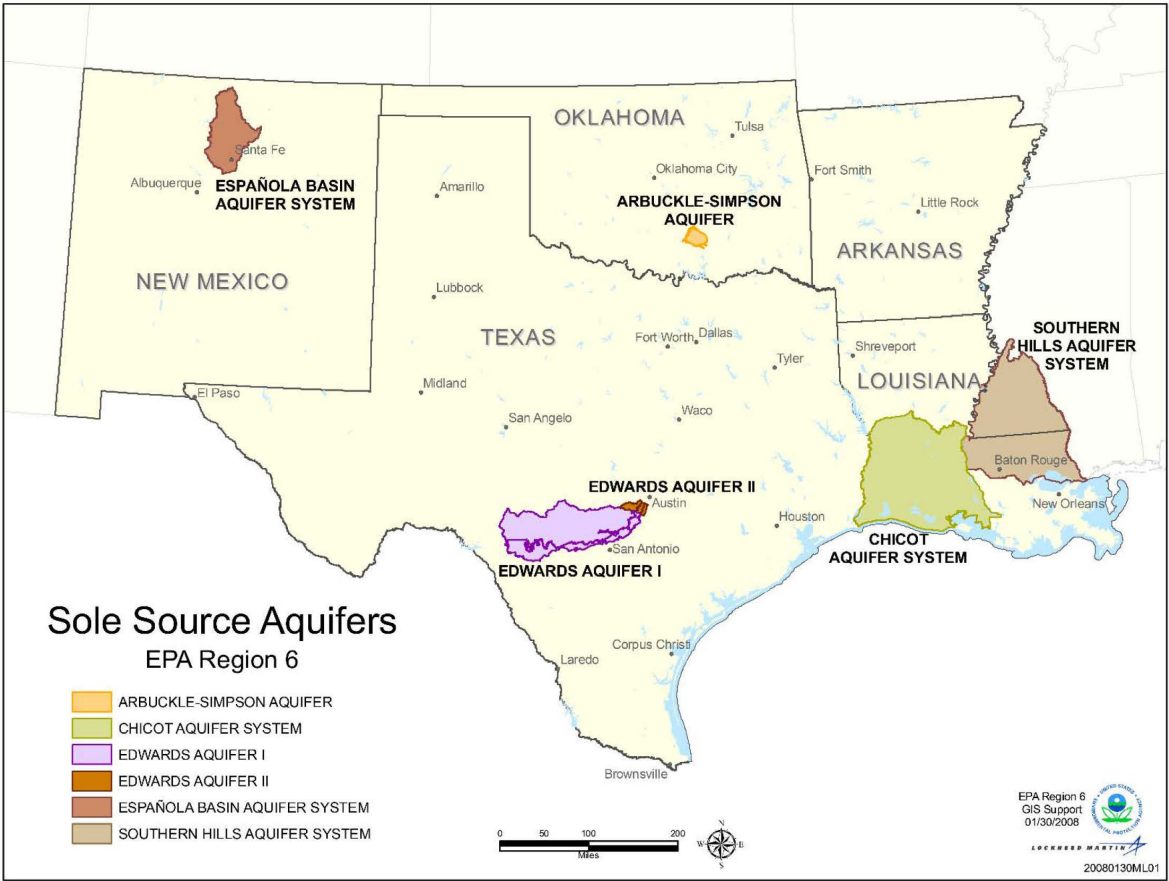 OKLAHOMA
Tulsa
Santa Fe
Oklahoma City
Fort Smith
Albuquerque
ESPAÑOLA BASIN
AQUIFER SYSTEM
Amarillo
ARBUCKLE-SIMPSON
AQUIFER
Little Rock
ARKANSAS
NEW MEXICO
Lubbock
TEXAS
Fort Worth
Dallas
Tyler
Shreveport
SOUTHERN
HILLS AQUIFER
SYSTEM
LOUISIANA
El Paso
Midland
San Angelo
Waco
Baton Rouge
EDWARDS AQUIFER II
Austin
New Orleans
Houston
CHICOT
AQUIFER SYSTEM
San Antonio
EDWARDS AQUIFER I
Corpus Christi
Laredo
Brownsville
Sole Source Aquifers
EPA Region 6
ARBUCKLE-SIMPSON AQUIFER
CHICOT AQUIFER SYSTEM
EDWARDS AQUIFER I
EDWARDS AQUIFER II
ESPAÑOLA BASIN AQUIFER SYSTEM
SOUTHERN HILLS AQUIFER SYSTEM
0 50 100 200
Miles
N
W E
S
EPA Region 6
GIS Support
01/30/2008
LOCKHEED MARTIN
20080130ML01